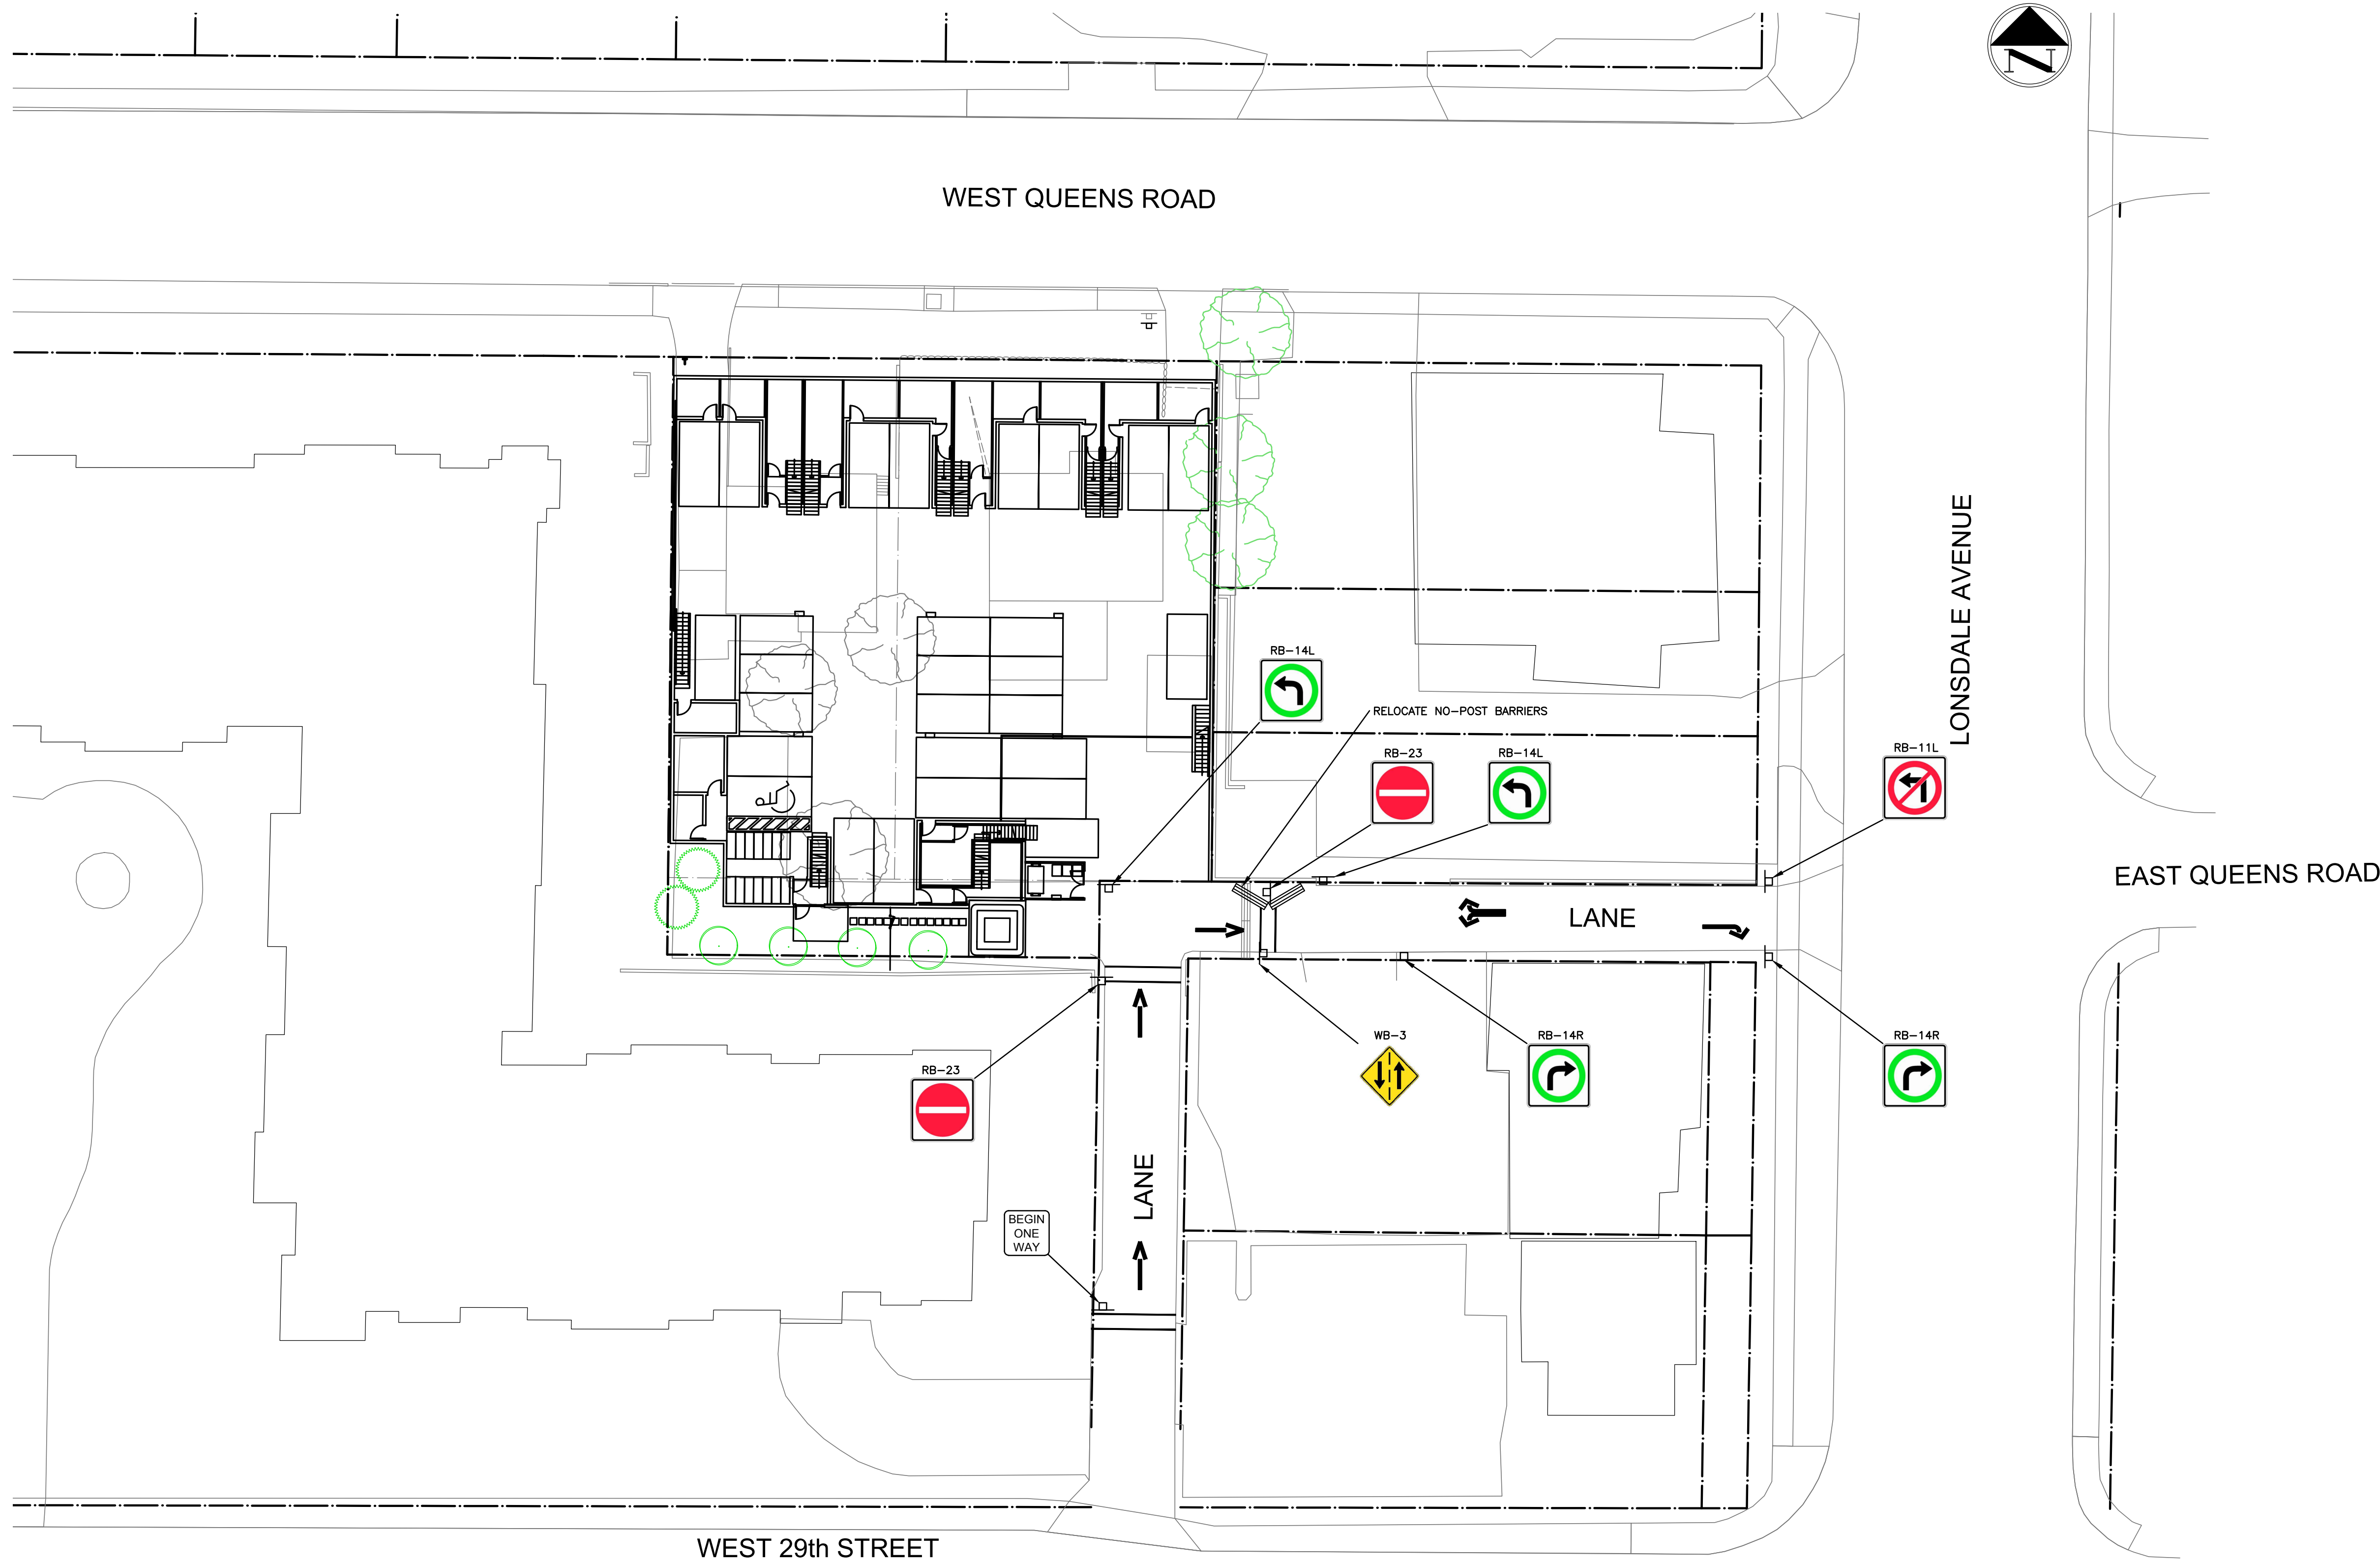 N
WEST QUEENS ROAD
LONSDALE AVENUE
RB-14L
RELOCATE NO-POST BARRIERS
RB-23
RB-14L
RB-11L
EAST QUEENS ROAD
LANE
WB-3
RB-14R
RB-14R
RB-23
LANE
BEGIN
ONE
WAY
WEST 29th STREET